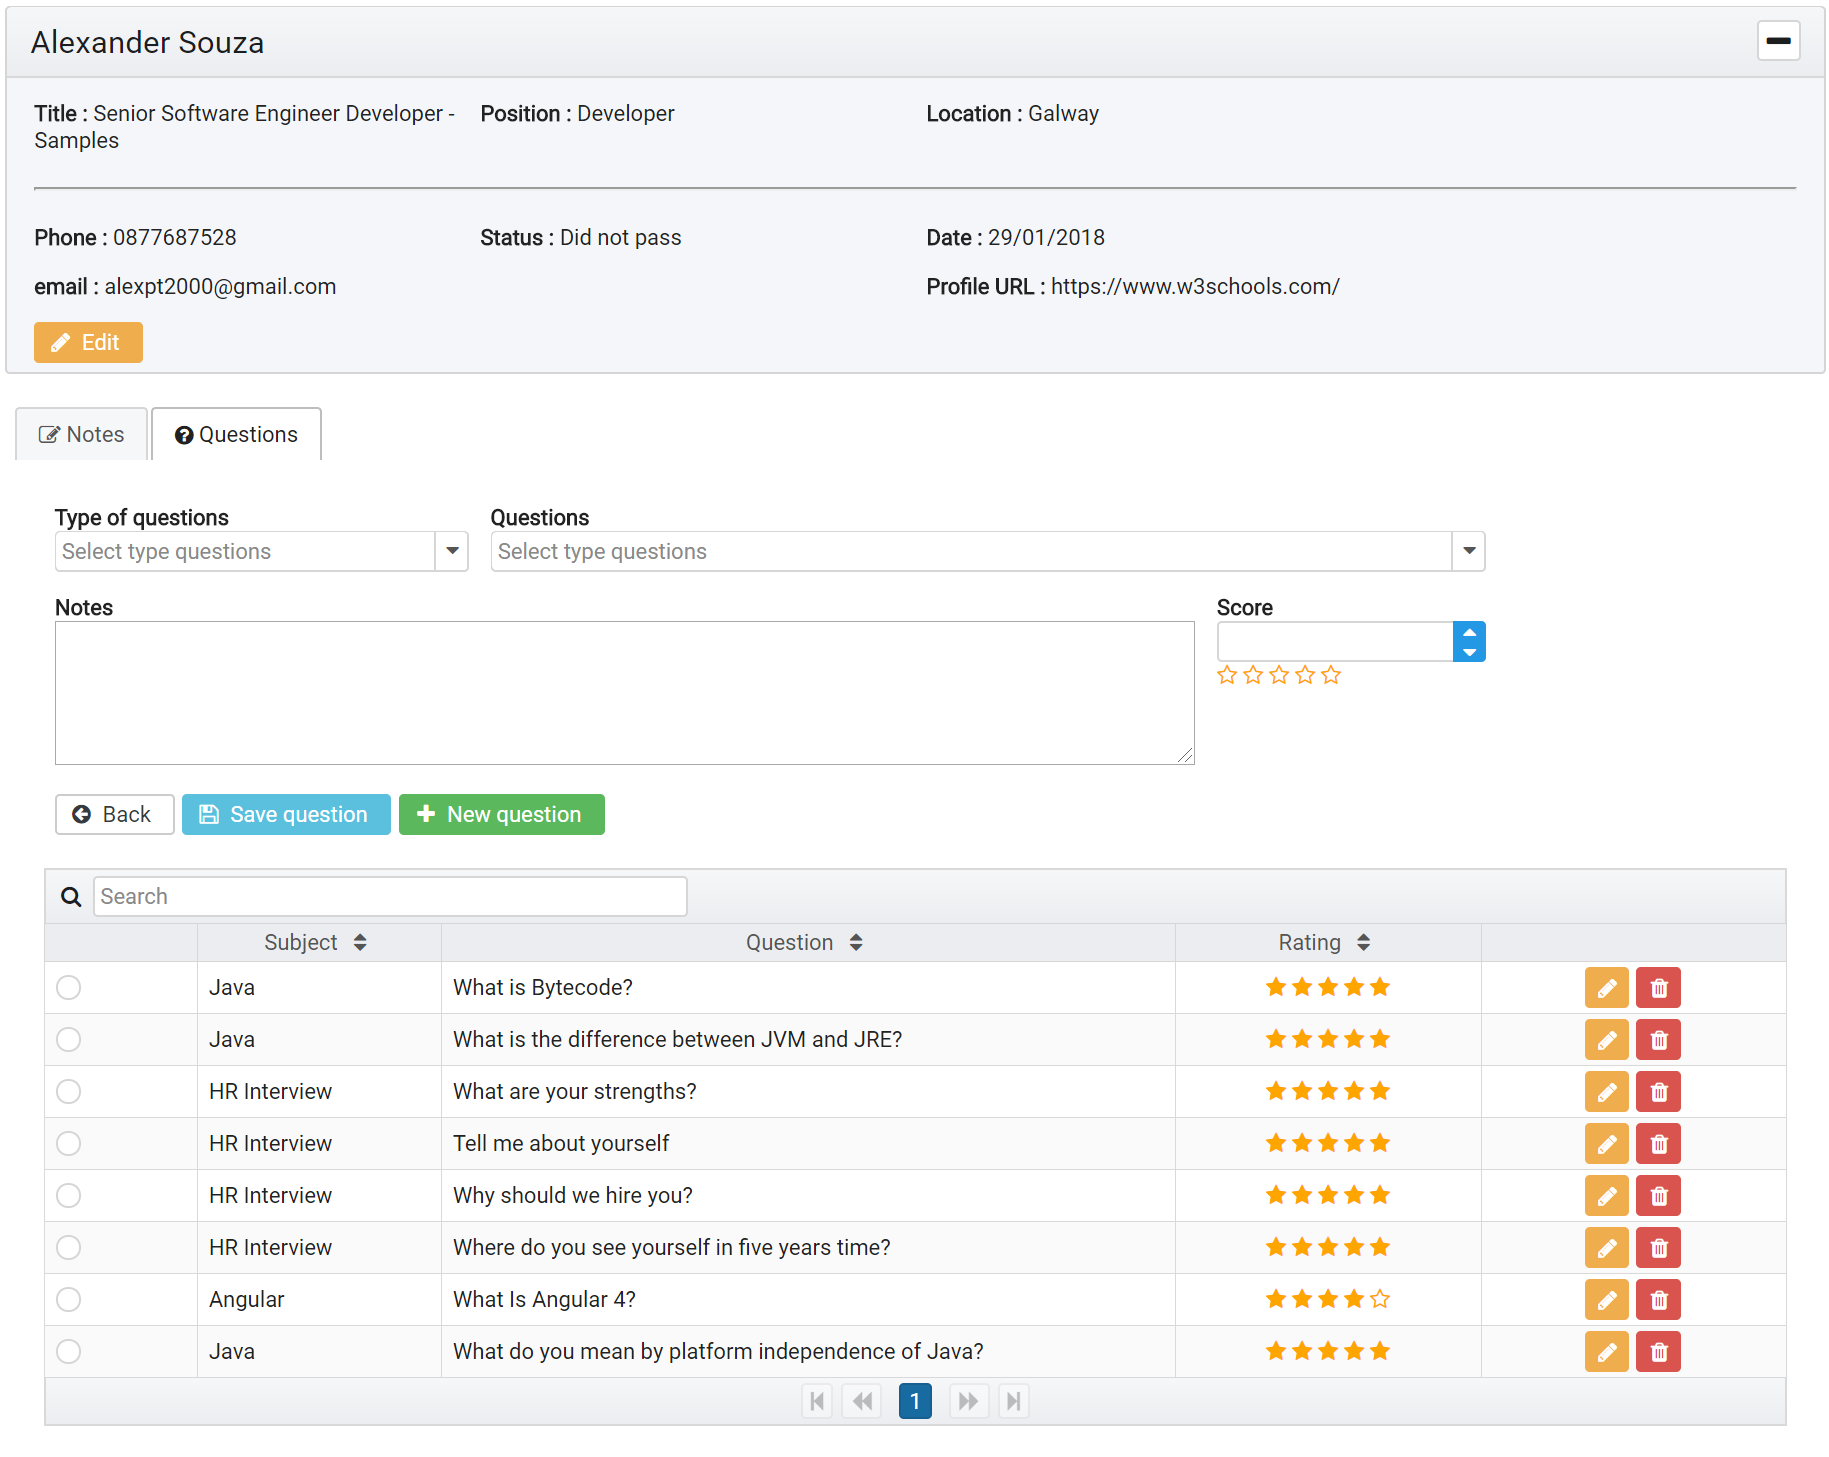 Alexander Souza
Title : Senior Software Engineer Developer - Samples
Position : Developer
Location : Galway
Phone : 0877687528
Status : Did not pass
Date : 29/01/2018
email : alexpt2000@gmail.com
Profile URL : https://www.w3schools.com/
Edit
Notes
Questions
Type of questions
Questions
Select type questions
Select type questions
Notes
Score
Back
Save question
New question
Search
Subject
Question
Rating
Java
What is Bytecode?
Java
What is the difference between JVM and JRE?
HR Interview
What are your strengths?
HR Interview
Tell me about yourself
HR Interview
Why should we hire you?
HR Interview
Where do you see yourself in five years time?
Angular
What Is Angular 4?
Java
What do you mean by platform independence of Java?
1